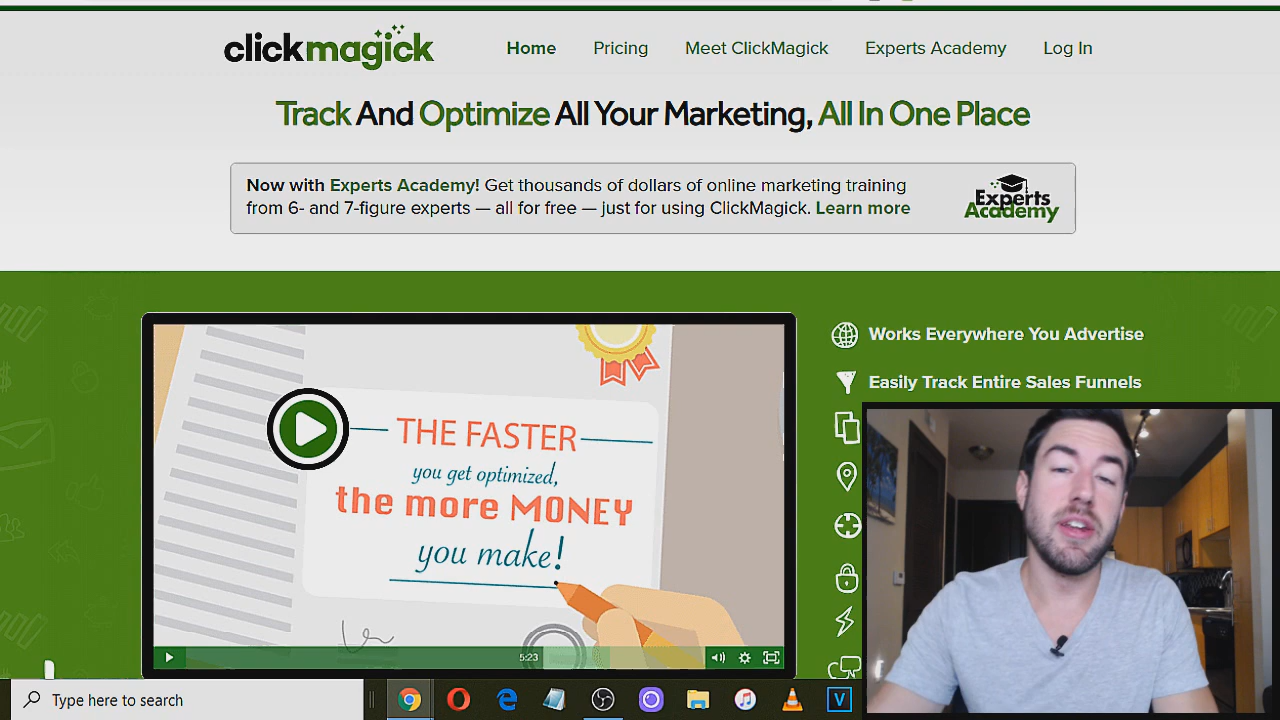 clickmagick
Home Pricing Meet ClickMagick Experts Academy Log In
Track And Optimize All Your Marketing, All In One Place
Now with Experts Academy! Get thousands of dollars of online marketing training
from 6- and 7-figure experts — all for free — just for using ClickMagick. Learn more
Experts
Academy
THE FASTER
you get optimized,
the more MONEY
you make!
5:23
Works Everywhere You Advertise
Easily Track Entire Sales Funnels
Type here to search
V